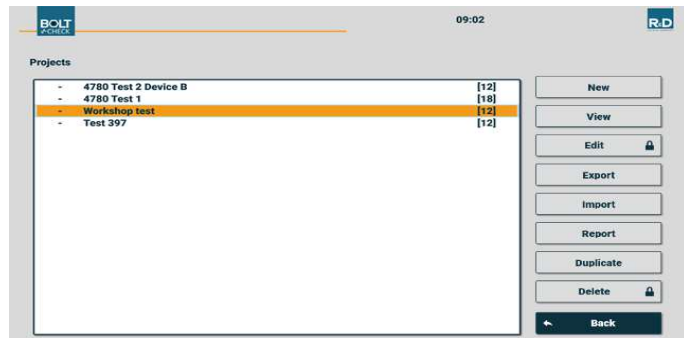 BOLT
✓CHECK
09:02
R&D
Projects
- 4780 Test 2 Device B [12]
- 4780 Test 1 [18]
- Workshop test [12]
- Test 397 [12]
New
View
Edit
Export
Import
Report
Duplicate
Delete
Back